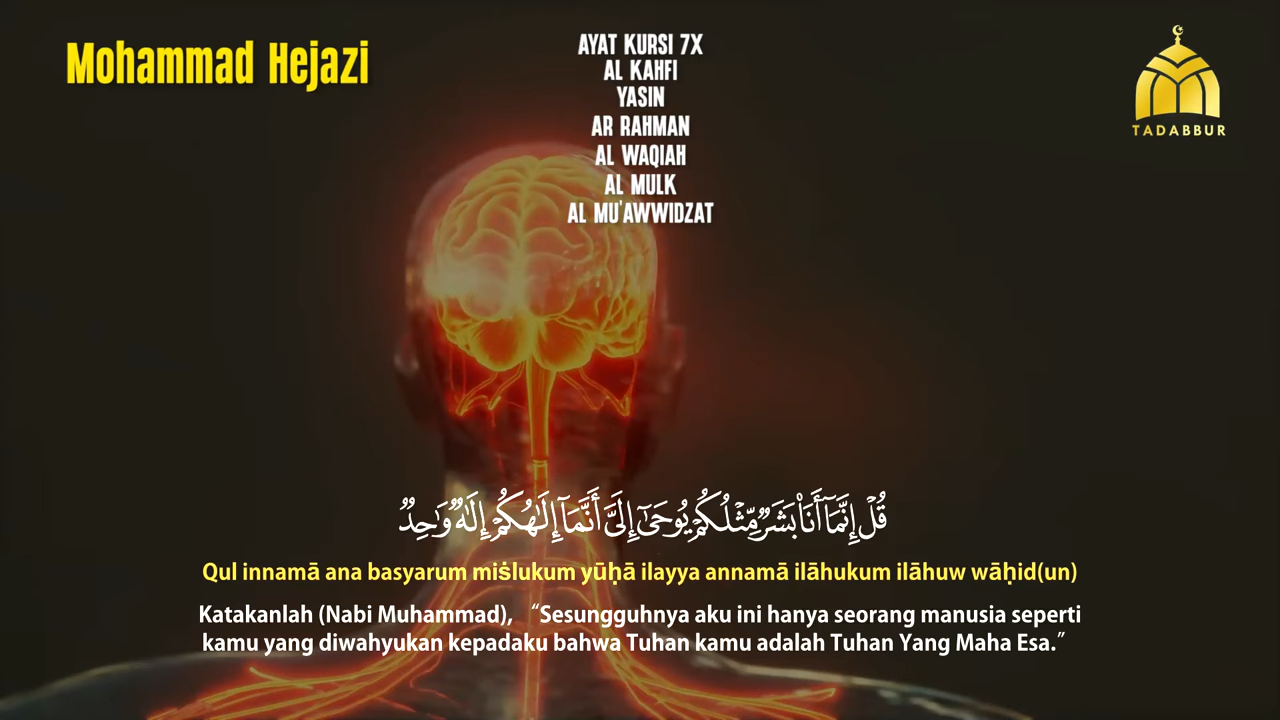 Mohammad Hejazi
AYAT KURSI 7X
AL KAHFI
YASIN
AR RAHMAN
AL WAQIAH
AL MULK
AL MU'AWWIDZAT
TADABBUR
قُلْ إِنَّمَآ أَنَا۠ بَشَرٌ مِّثْلُكُمْ يُوحَىٰٓ إِلَىَّ أَنَّمَآ إِلَٰهُكُمْ إِلَٰهٌ وَٰحِدٌ
Qul innamā ana basyarum miṡlukum yūḥā ilayya annamā ilāhukum ilāhuw wāḥid(un)
Katakanlah (Nabi Muhammad), “Sesungguhnya aku ini hanya seorang manusia seperti
kamu yang diwahyukan kepadaku bahwa Tuhan kamu adalah Tuhan Yang Maha Esa.”